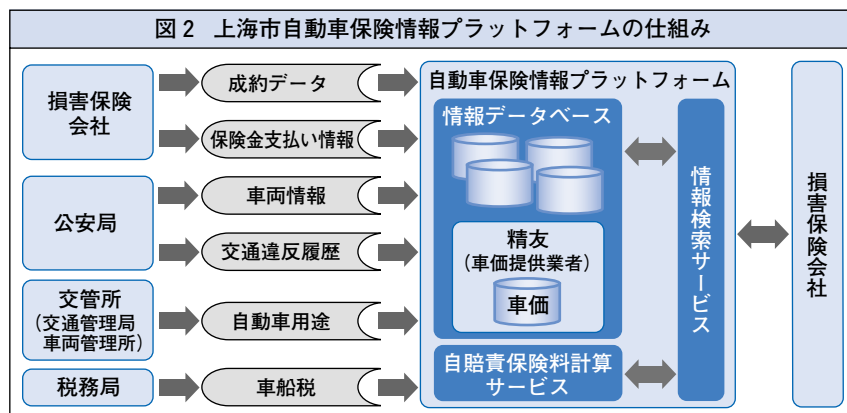 図2 上海市自動車保険情報プラットフォームの仕組み
損害保険
会社
成約データ
保険金支払い情報
公安局
車両情報
交通違反履歴
交管所
(交通管理局
車両管理所)
自動車用途
税務局
車船税
自動車保険情報プラットフォーム
情報データベース
精友
(車価提供業者)
車価
自賠責保険料計算
サービス
情報検索サービス
損害保険会社